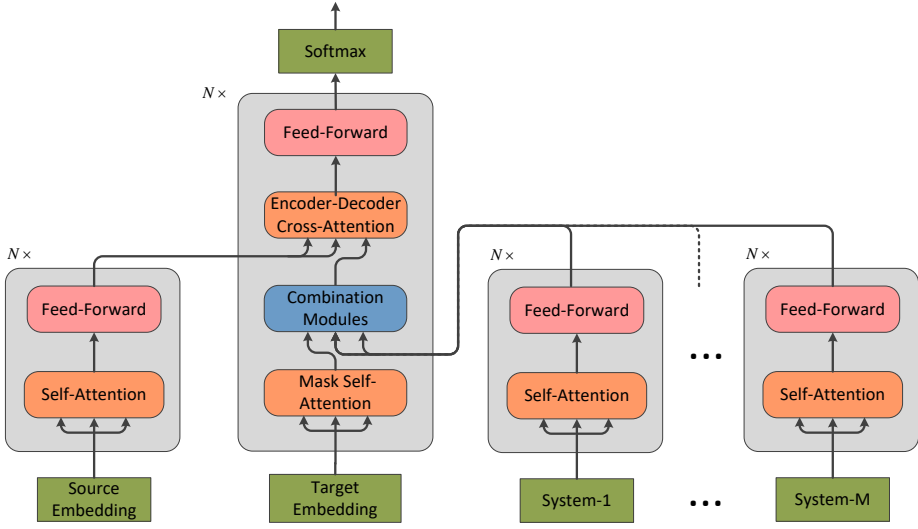 Softmax
N ×
Feed-Forward
Encoder-Decoder
Cross-Attention
Combination
Modules
Mask Self-
Attention
Target
Embedding
N ×
Feed-Forward
Self-Attention
Source
Embedding
N ×
Feed-Forward
Self-Attention
System-1
...
...
N ×
Feed-Forward
Self-Attention
System-M